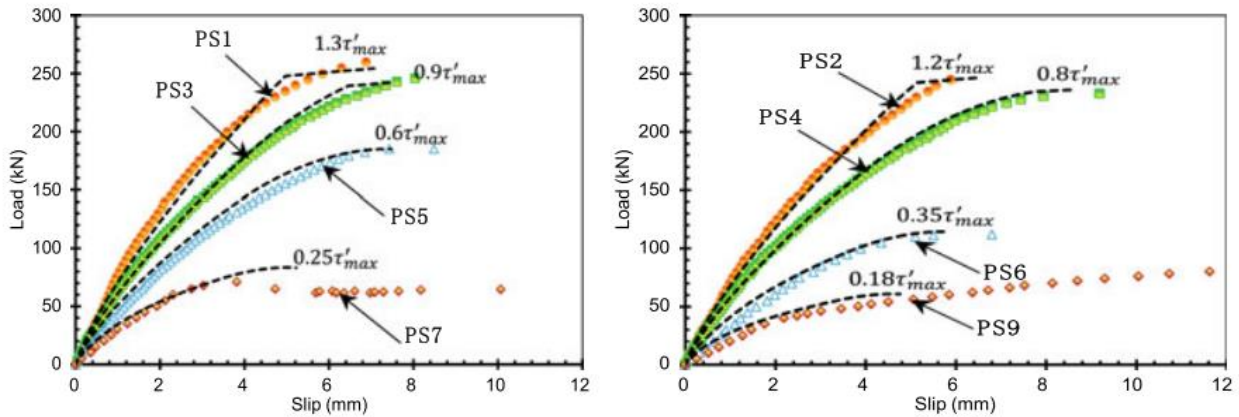 300
250
200
150
100
50
0
Load (kN)
0 2 4 6 8 10 12
Slip (mm)
PS1
1.3τ′max
PS3
0.9τ′max
0.6τ′max
PS5
0.25τ′max
PS7
300
250
200
150
100
50
0
Load (kN)
0 2 4 6 8 10 12
Slip (mm)
PS2
1.2τ′max
0.8τ′max
PS4
0.35τ′max
PS6
0.18τ′max
PS9